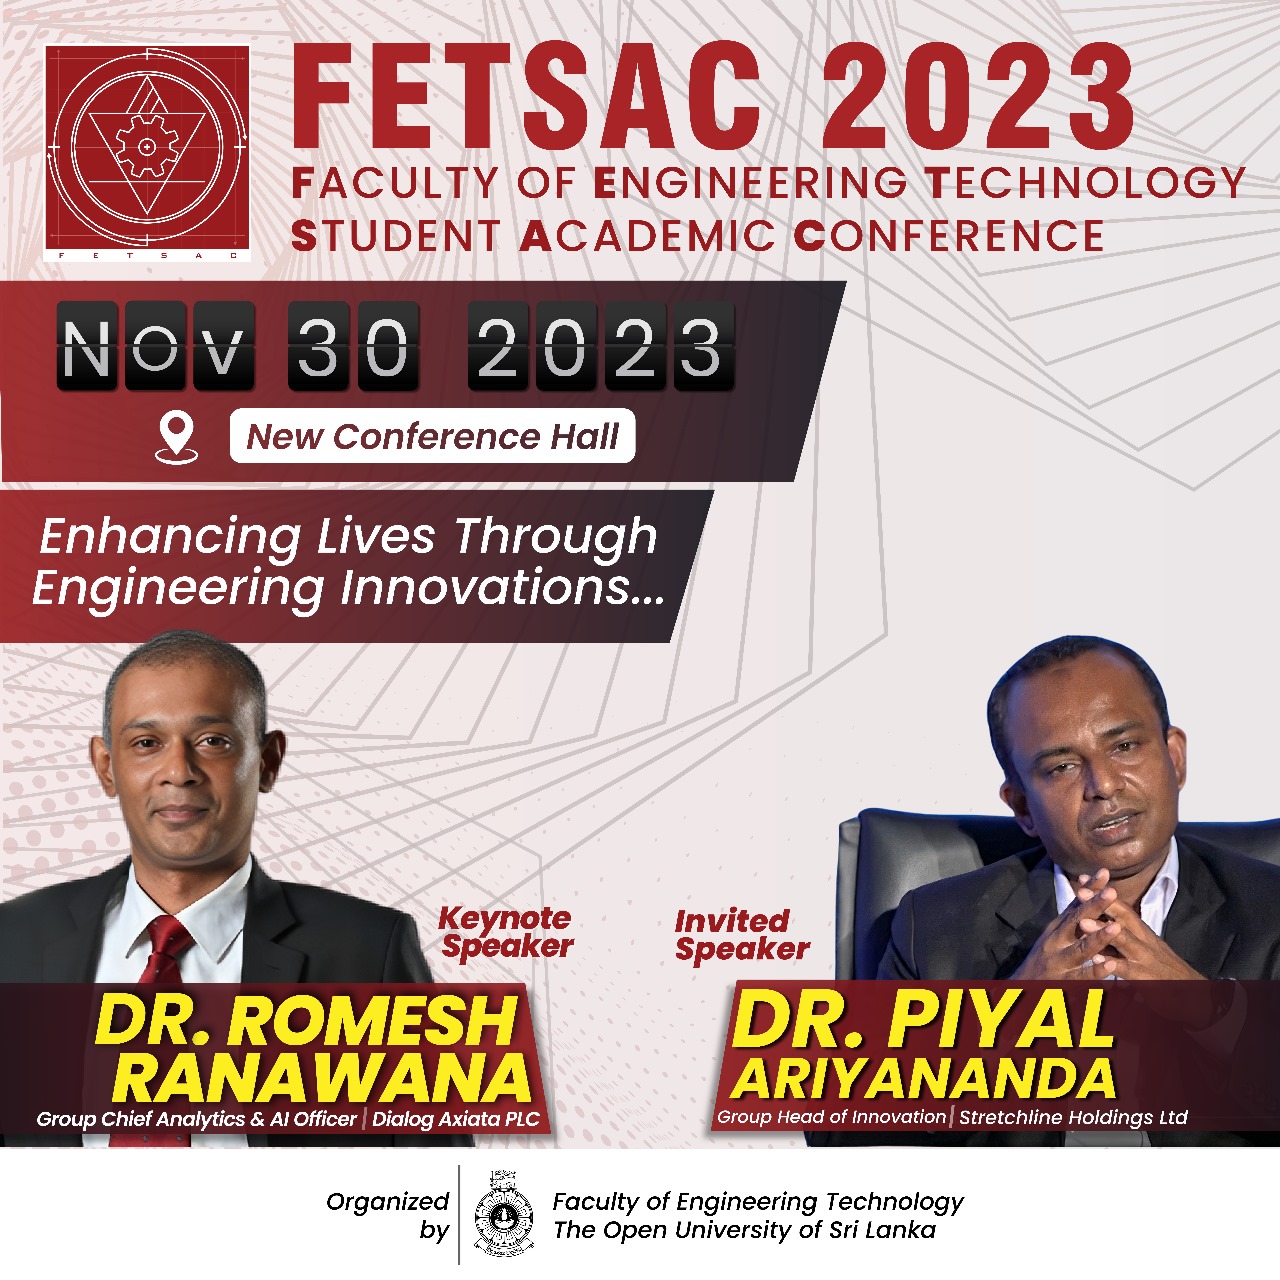 FETSAC
FETSAC 2023
FACULTY OF ENGINEERING TECHNOLOGY
STUDENT ACADEMIC CONFERENCE
Nov 30 2023
New Conference Hall
Enhancing Lives Through
Engineering Innovations...
Keynote
Speaker
DR. ROMESH
RANAWANA
Group Chief Analytics & AI Officer | Dialog Axiata PLC
Invited
Speaker
DR. PIYAL
ARIYANANDA
Group Head of Innovation | Stretchline Holdings Ltd
Organized
by
Faculty of Engineering Technology
The Open University of Sri Lanka